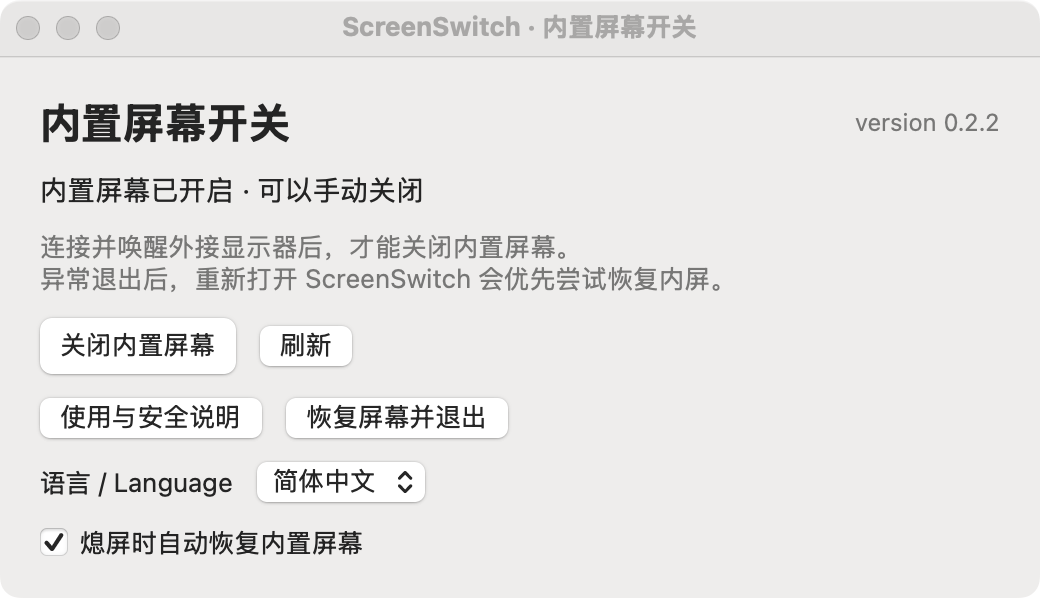 ScreenSwitch · 内置屏幕开关
内置屏幕开关
version 0.2.2
内置屏幕已开启 · 可以手动关闭
连接并唤醒外接显示器后，才能关闭内置屏幕。
异常退出后，重新打开 ScreenSwitch 会优先尝试恢复内屏。
关闭内置屏幕 刷新
使用与安全说明 恢复屏幕并退出
语言 / Language 简体中文
熄屏时自动恢复内置屏幕